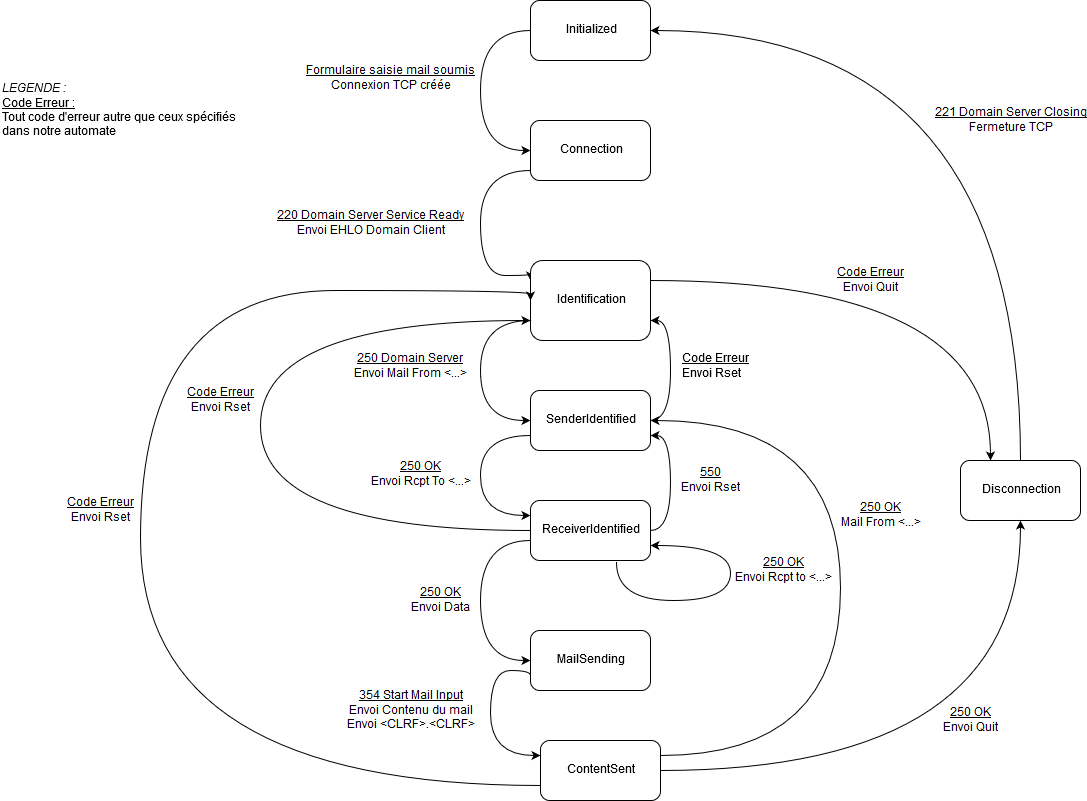 Initialized
Formulaire saisie mail soumis
Connexion TCP créée
LEGENDE :
Code Erreur :
Tout code d'erreur autre que ceux spécifiés
dans notre automate
221 Domain Server Closing
Fermeture TCP
Connection
220 Domain Server Service Ready
Envoi EHLO Domain Client
Code Erreur
Envoi Quit
Identification
250 Domain Server
Envoi Mail From <...>
Code Erreur
Envoi Rset
Code Erreur
Envoi Rset
SenderIdentified
250 OK
Envoi Rcpt To <...>
550
Envoi Rset
Disconnection
Code Erreur
Envoi Rset
250 OK
Mail From <...>
ReceiverIdentified
250 OK
Envoi Rcpt to <...>
250 OK
Envoi Data
MailSending
354 Start Mail Input
Envoi Contenu du mail
Envoi <CLRF>.<CLRF>
250 OK
Envoi Quit
ContentSent